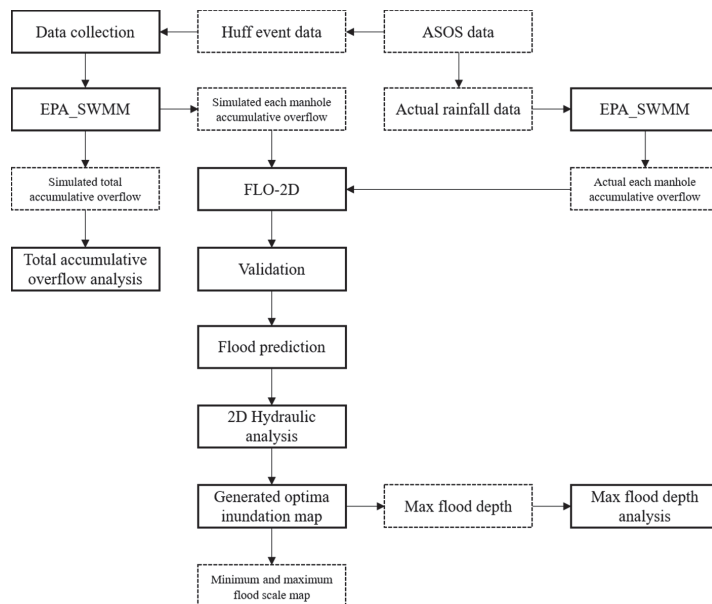 Data collection
Huff event data
ASOS data
EPA_SWMM
Simulated each manhole
accumulative overflow
Actual rainfall data
EPA_SWMM
Simulated total
accumulative overflow
FLO-2D
Actual each manhole
accumulative overflow
Total accumulative
overflow analysis
Validation
Flood prediction
2D Hydraulic
analysis
Generated optima
inundation map
Max flood depth
Max flood depth
analysis
Minimum and maximum
flood scale map